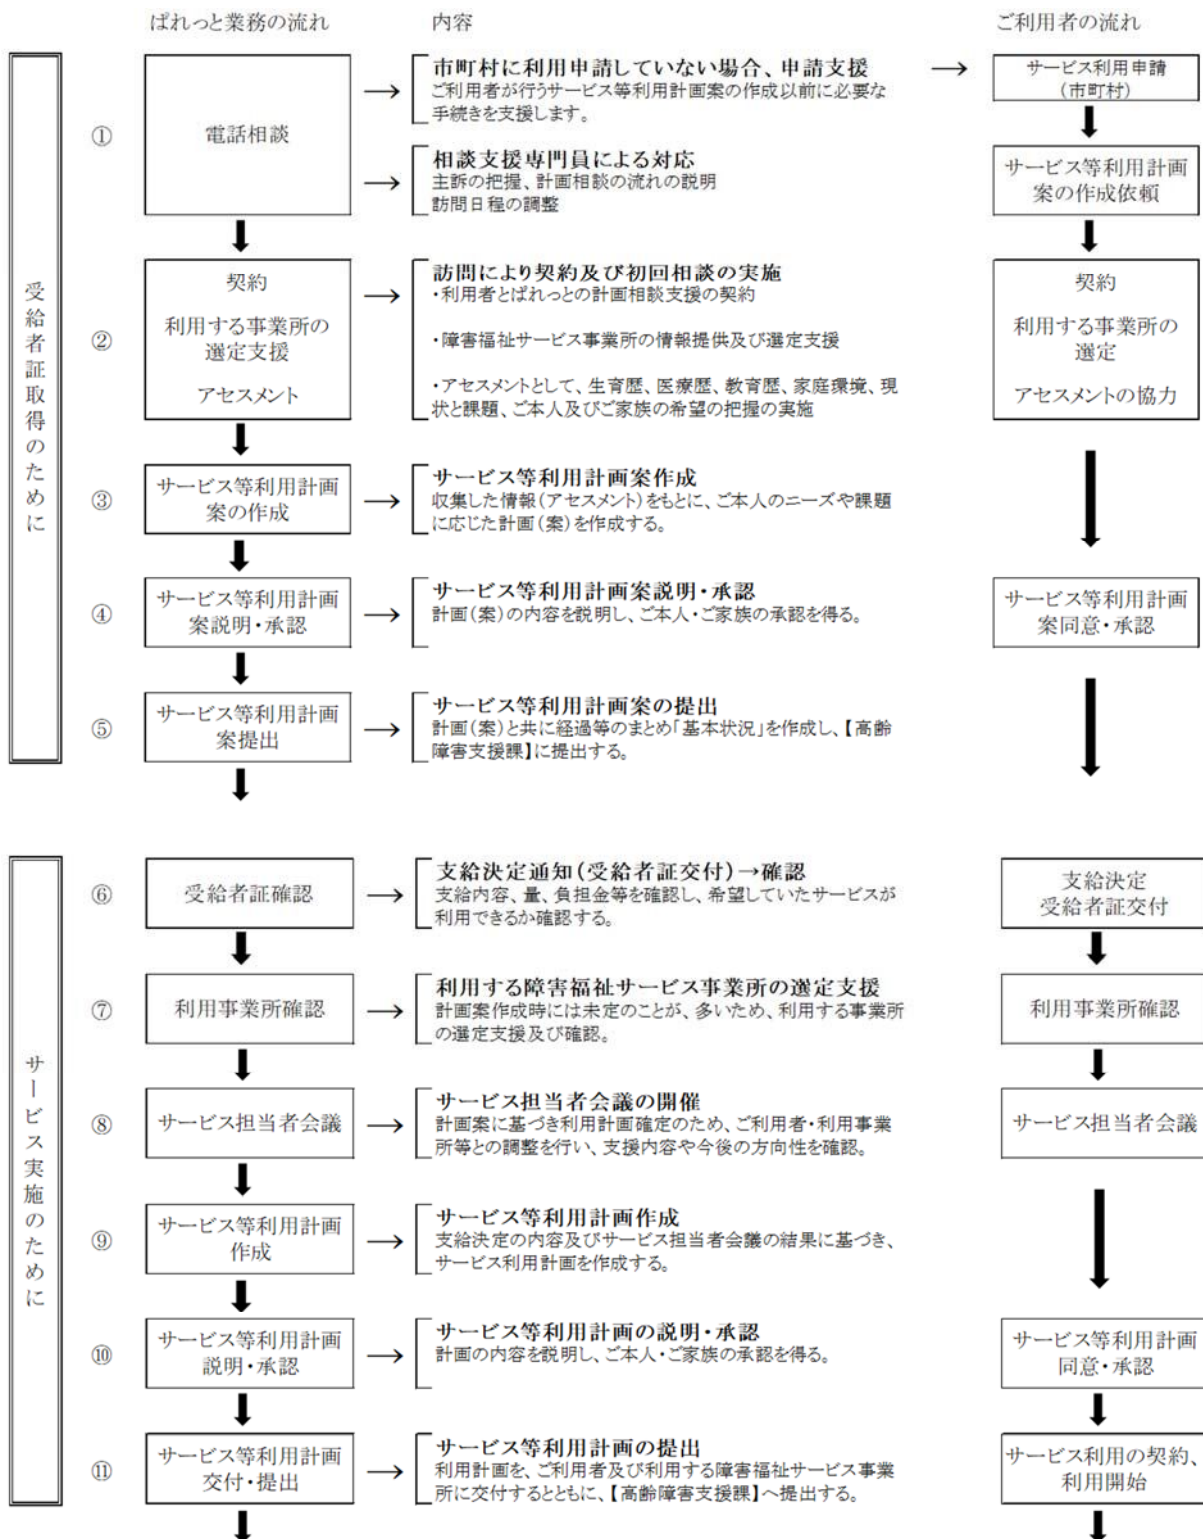 ぱれっと業務の流れ
内容
ご利用者の流れ
受給者証取得のために
①
電話相談
→
市町村に利用申請していない場合、申請支援
ご利用者が行うサービス等利用計画案の作成以前に必要な
手続きを支援します。
→
サービス利用申請
(市町村)
→
相談支援専門員による対応
主訴の把握、計画相談の流れの説明
訪問日程の調整
サービス等利用計画
案の作成依頼
②
契約
利用する事業所の
選定支援
アセスメント
→
訪問により契約及び初回相談の実施
・利用者とぱれっとの計画相談支援の契約
・障害福祉サービス事業所の情報提供及び選定支援
・アセスメントとして、生育歴、医療歴、教育歴、家庭環境、現
状と課題、ご本人及びご家族の希望の把握の実施
契約
利用する事業所の
選定
アセスメントの協力
③
サービス等利用計画
案の作成
→
サービス等利用計画案作成
収集した情報(アセスメント)をもとに、ご本人のニーズや課題
に応じた計画(案)を作成する。
④
サービス等利用計画
案説明・承認
→
サービス等利用計画案説明・承認
計画(案)の内容を説明し、ご本人・ご家族の承認を得る。
サービス等利用計画
案同意・承認
⑤
サービス等利用計画
案提出
→
サービス等利用計画案の提出
計画(案)と共に経過等のまとめ「基本状況」を作成し、【高齢
障害支援課】に提出する。
サービス実施のために
⑥
受給者証確認
→
支給決定通知(受給者証交付)→確認
支給内容、量、負担金等を確認し、希望していたサービスが
利用できるか確認する。
支給決定
受給者証交付
⑦
利用事業所確認
→
利用する障害福祉サービス事業所の選定支援
計画案作成時には未定のことが、多いため、利用する事業所
の選定支援及び確認。
利用事業所確認
⑧
サービス担当者会議
→
サービス担当者会議の開催
計画案に基づき利用計画確定のため、ご利用者・利用事業
所等との調整を行い、支援内容や今後の方向性を確認。
サービス担当者会議
⑨
サービス等利用計画
作成
→
サービス等利用計画作成
支給決定の内容及びサービス担当者会議の結果に基づき、
サービス利用計画を作成する。
⑩
サービス等利用計画
説明・承認
→
サービス等利用計画の説明・承認
計画の内容を説明し、ご本人・ご家族の承認を得る。
サービス等利用計画
同意・承認
⑪
サービス等利用計画
交付・提出
→
サービス等利用計画の提出
利用計画を、ご利用者及び利用する障害福祉サービス事業
所に交付するとともに、【高齢障害支援課】へ提出する。
サービス利用の契約、
利用開始